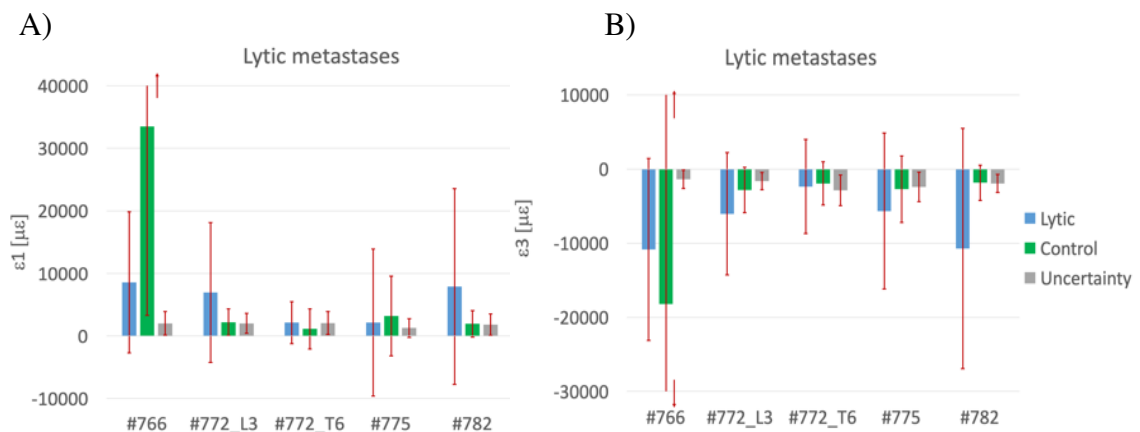 A)
Lytic metastases
ε1 [με]
40000
30000
20000
10000
0
-10000
#766 #772_L3 #772_T6 #775 #782
B)
Lytic metastases
ε3 [με]
10000
0
-10000
-20000
-30000
#766 #772_L3 #772_T6 #775 #782
Lytic
Control
Uncertainty